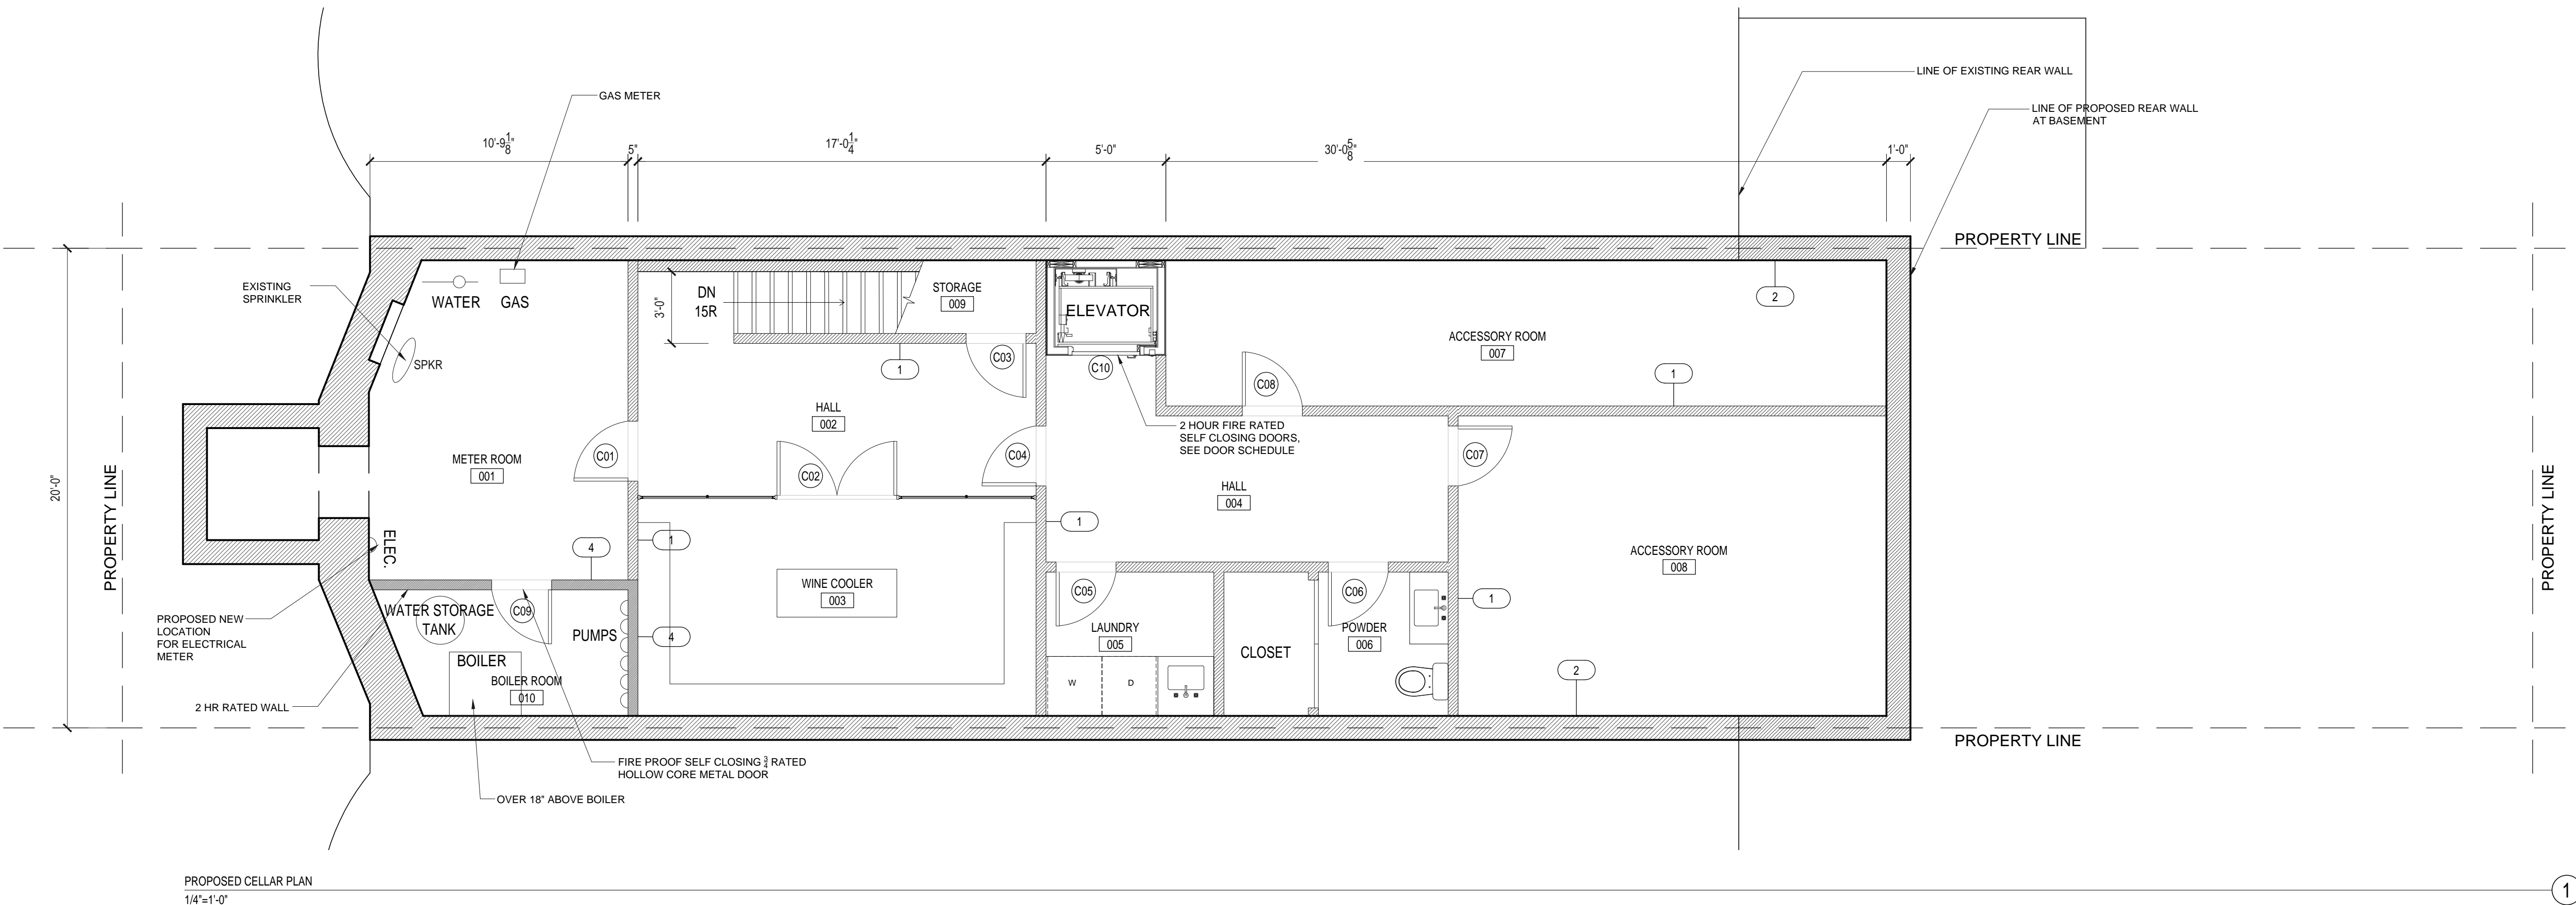 LINE OF EXISTING REAR WALL
GAS METER
LINE OF PROPOSED REAR WALL
AT BASEMENT
10'-9 1/8"
5"
17'-0 1/4"
5'-0"
30'-0 5/8"
1'-0"
PROPERTY LINE
EXISTING
SPRINKLER
WATER
GAS
SPKR
DN
15R
3'-0"
STORAGE
009
ELEVATOR
2
ACCESSORY ROOM
007
C03
1
C10
C08
1
HALL
002
2 HOUR FIRE RATED
SELF CLOSING DOORS,
SEE DOOR SCHEDULE
METER ROOM
001
C01
C02
C04
C07
HALL
004
20'-0"
PROPERTY LINE
PROPERTY LINE
ELEC.
4
1
1
ACCESSORY ROOM
008
WINE COOLER
003
C05
C06
1
WATER STORAGE
TANK
C09
PUMPS
4
PROPOSED NEW
LOCATION
FOR ELECTRICAL
METER
LAUNDRY
005
CLOSET
POWDER
006
BOILER
BOILER ROOM
010
W
D
2
2 HR RATED WALL
PROPERTY LINE
FIRE PROOF SELF CLOSING 3/4 RATED
HOLLOW CORE METAL DOOR
OVER 18" ABOVE BOILER
PROPOSED CELLAR PLAN
1/4"=1'-0"
1